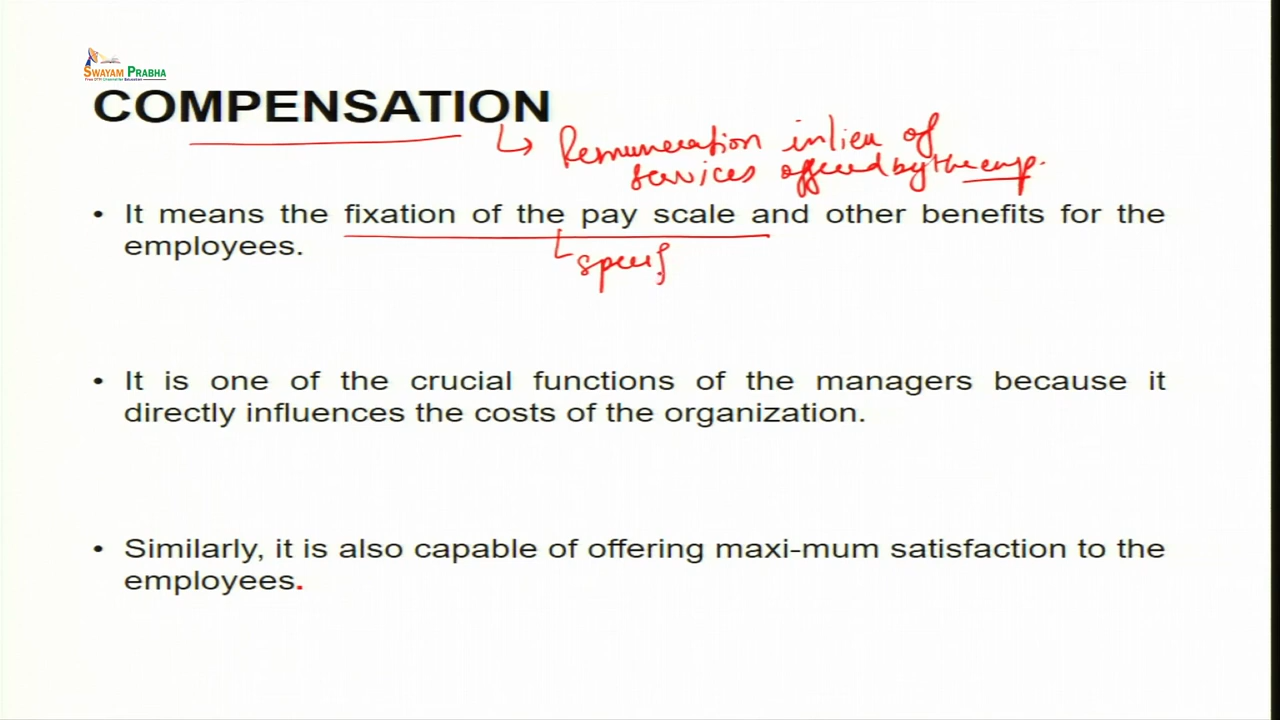 SWAYAM PRABHA
COMPENSATION
Remuneration in lieu of
services offered by the emp.
• It means the fixation of the pay scale and other benefits for the
employees.
• It is one of the crucial functions of the managers because it
directly influences the costs of the organization.
• Similarly, it is also capable of offering maxi-mum satisfaction to the
employees.